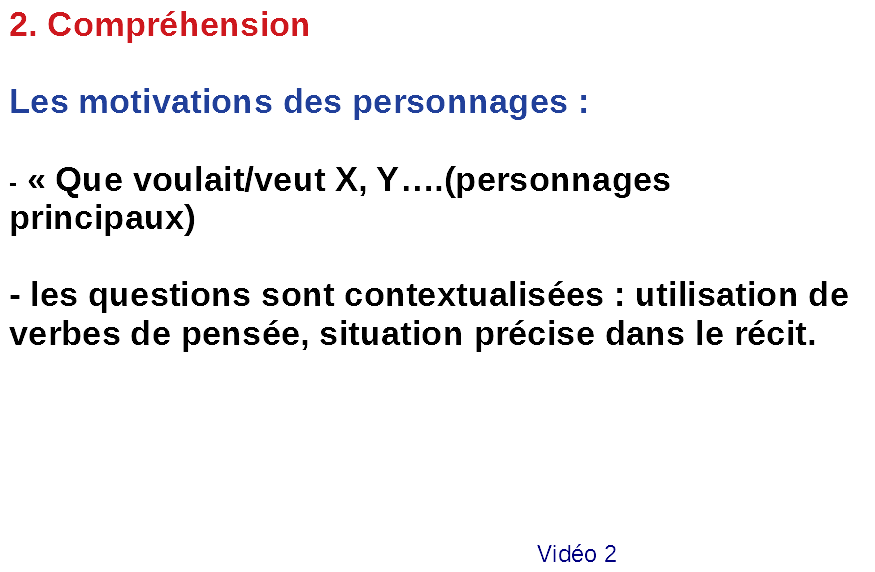 2. Compréhension
Les motivations des personnages :
- « Que voulait/veut X, Y….(personnages
principaux)
- les questions sont contextualisées : utilisation de
verbes de pensée, situation précise dans le récit.
Vidéo 2